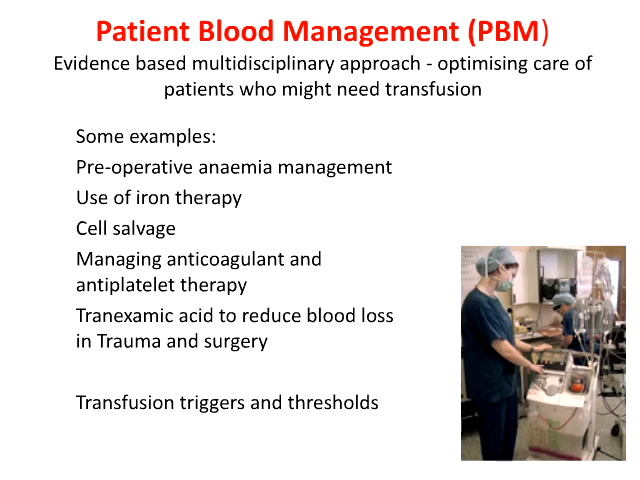 Patient Blood Management (PBM)
Evidence based multidisciplinary approach - optimising care of
patients who might need transfusion
Some examples:
Pre-operative anaemia management
Use of iron therapy
Cell salvage
Managing anticoagulant and
antiplatelet therapy
Tranexamic acid to reduce blood loss
in Trauma and surgery
Transfusion triggers and thresholds